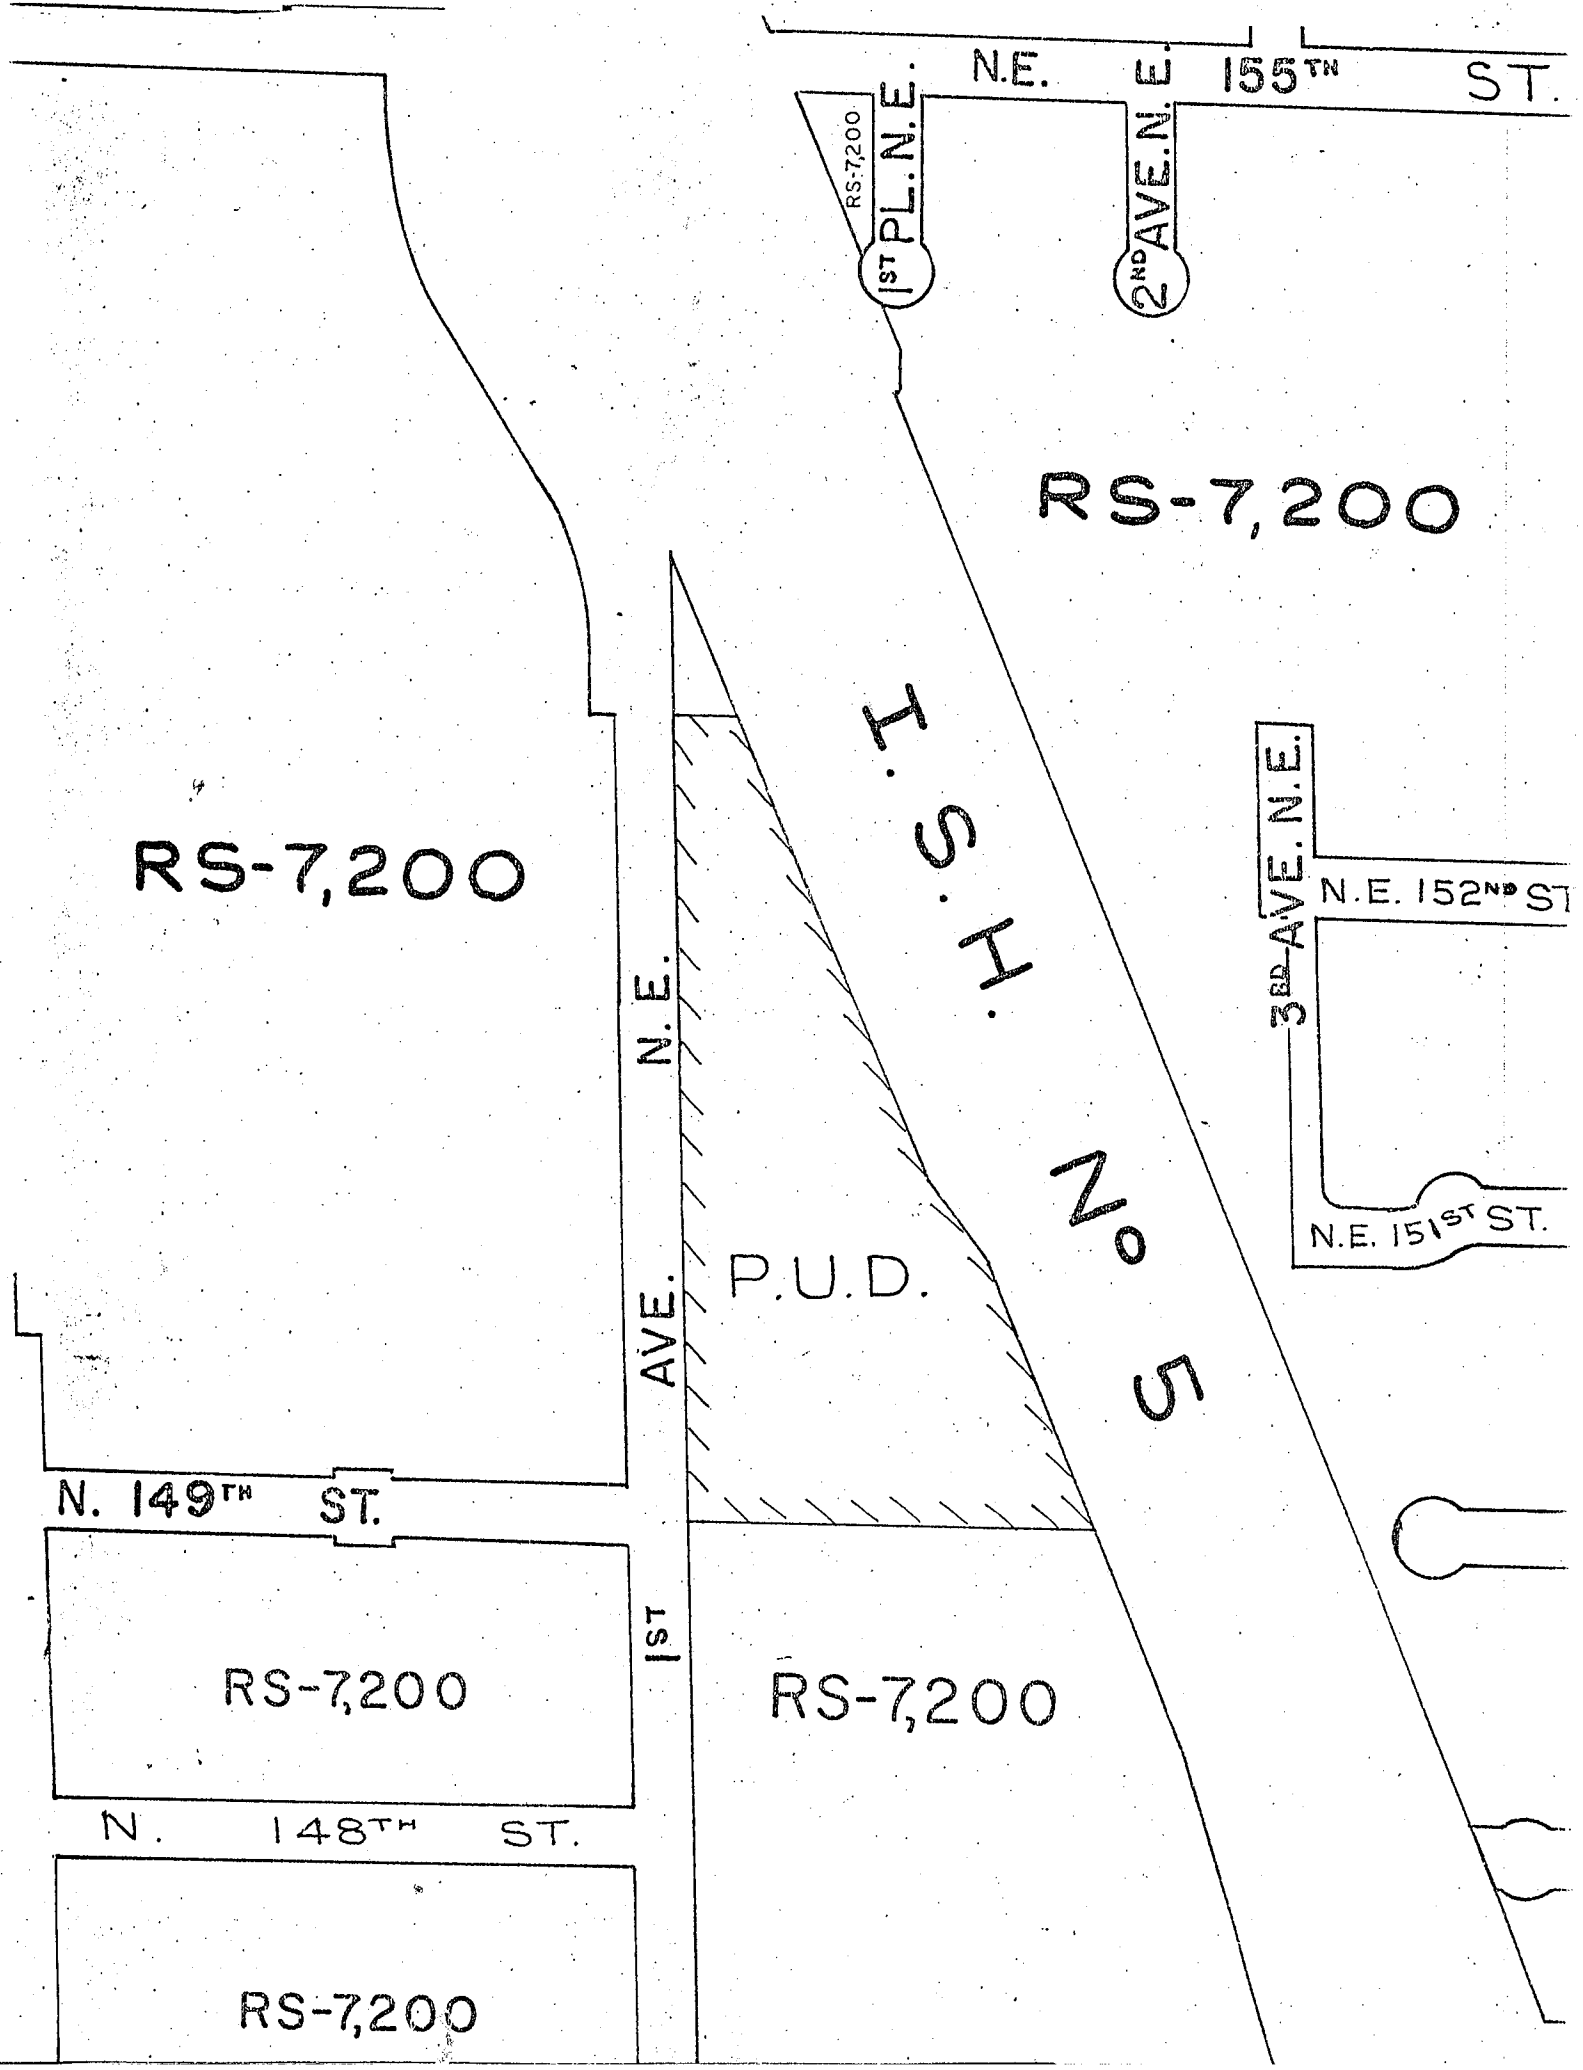 N.E. 155TH ST.
RS-7,200
1ST PL. N.E.
2ND AVE. N. E.
RS-7,200
I. S. H. No 5
3RD AVE. N.E.
RS-7,200
N.E. 152ND ST
1ST AVE. N. E.
N.E. 151ST ST.
P.U.D.
N. 149TH ST.
RS-7,200
RS-7,200
N. 148TH ST.
RS-7,200